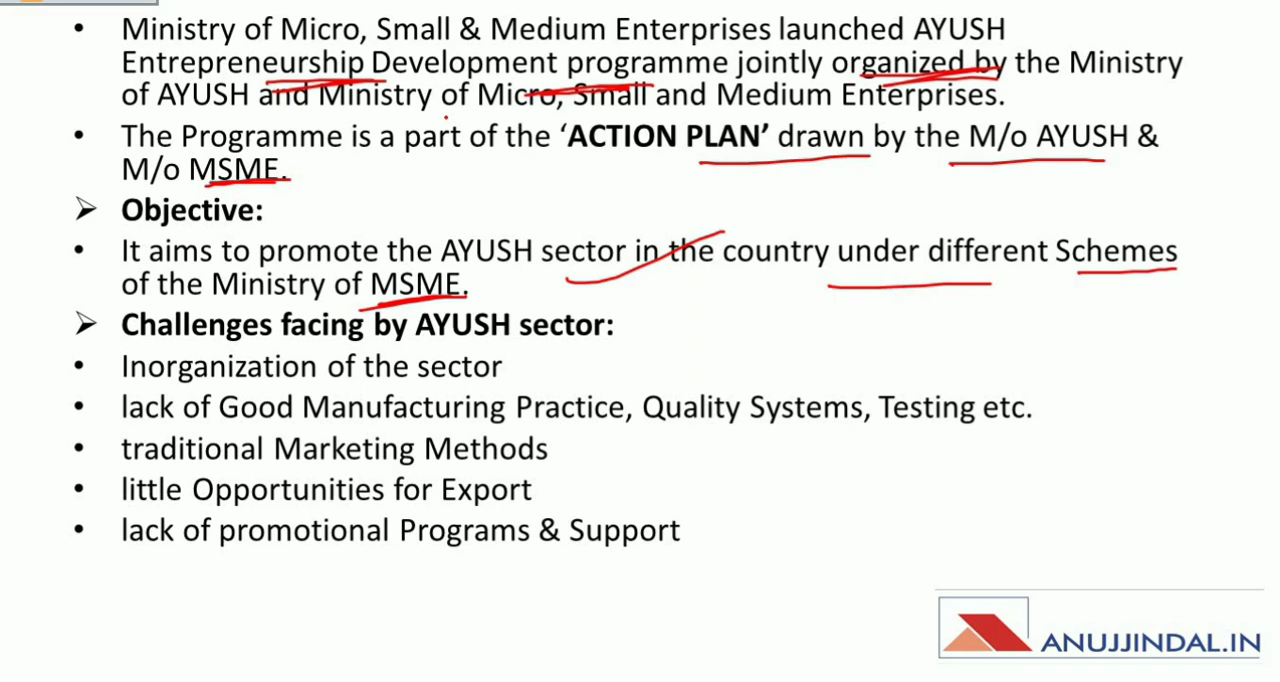 • Ministry of Micro, Small & Medium Enterprises launched AYUSH
Entrepreneurship Development programme jointly organized by the Ministry
of AYUSH and Ministry of Micro, Small and Medium Enterprises.
• The Programme is a part of the ‘ACTION PLAN’ drawn by the M/o AYUSH &
M/o MSME.
➢ Objective:
• It aims to promote the AYUSH sector in the country under different Schemes
of the Ministry of MSME.
➢ Challenges facing by AYUSH sector:
• Inorganization of the sector
• lack of Good Manufacturing Practice, Quality Systems, Testing etc.
• traditional Marketing Methods
• little Opportunities for Export
• lack of promotional Programs & Support
ANUJJINDAL.IN